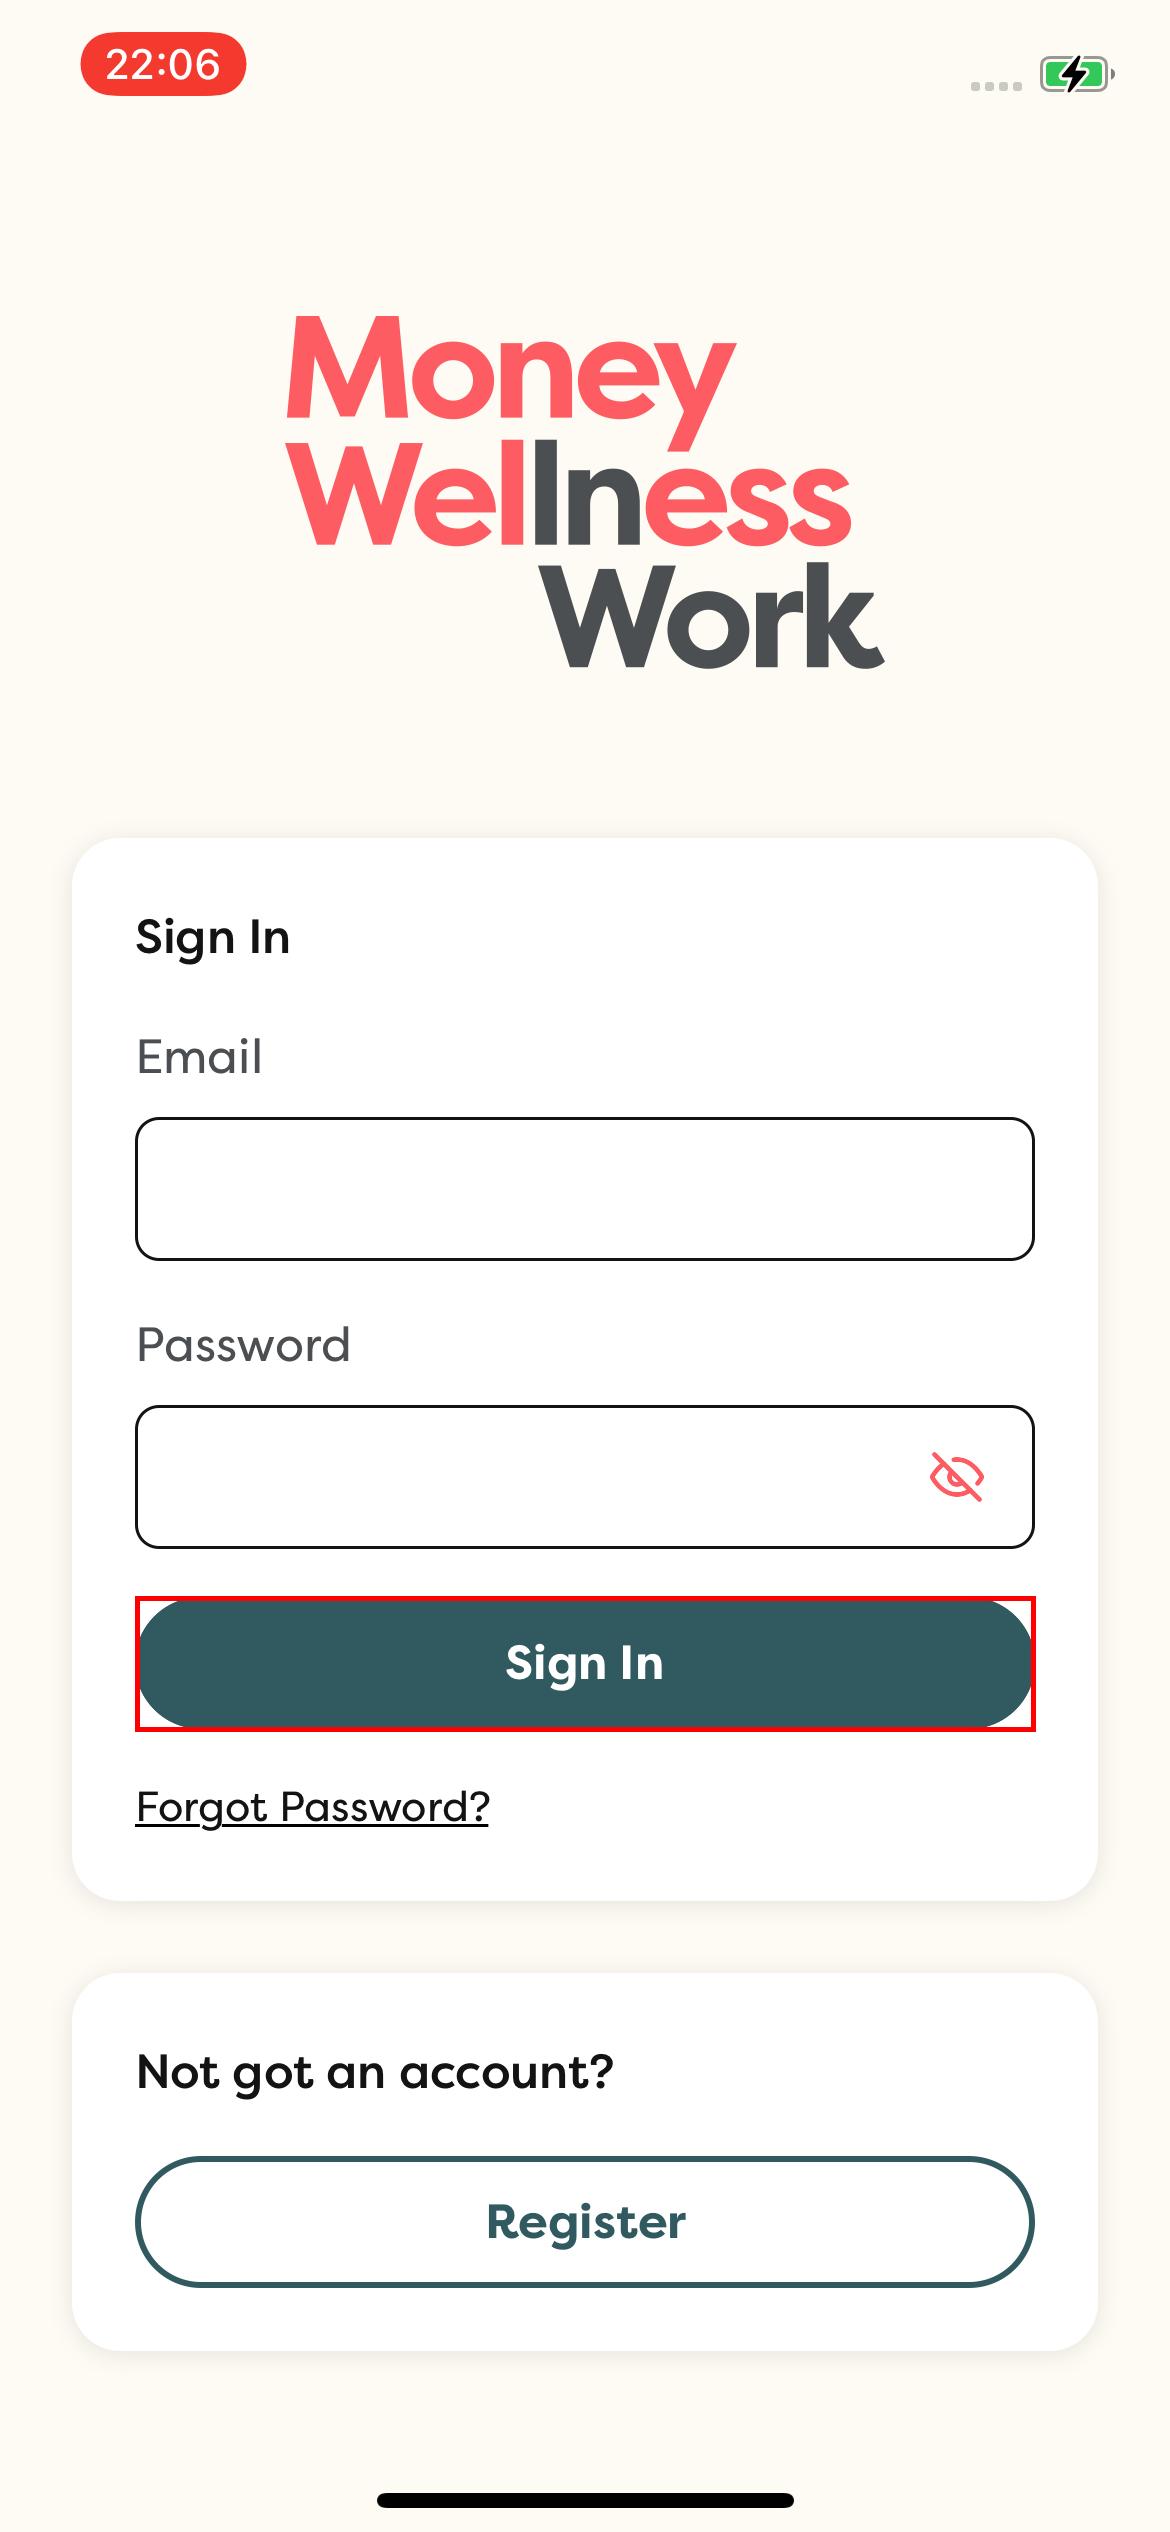 22:06
Money
Wellness
Work
Sign In
Email
Password
Sign In
Forgot Password?
Not got an account?
Register